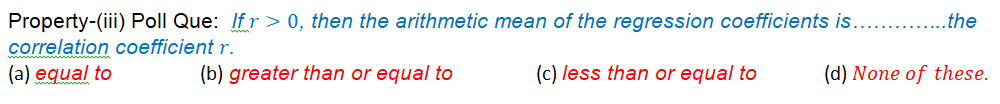 Property-(iii) Poll Que: If r > 0, then the arithmetic mean of the regression coefficients is…………...the
correlation coefficient r.
(a) equal to (b) greater than or equal to (c) less than or equal to (d) None of these.